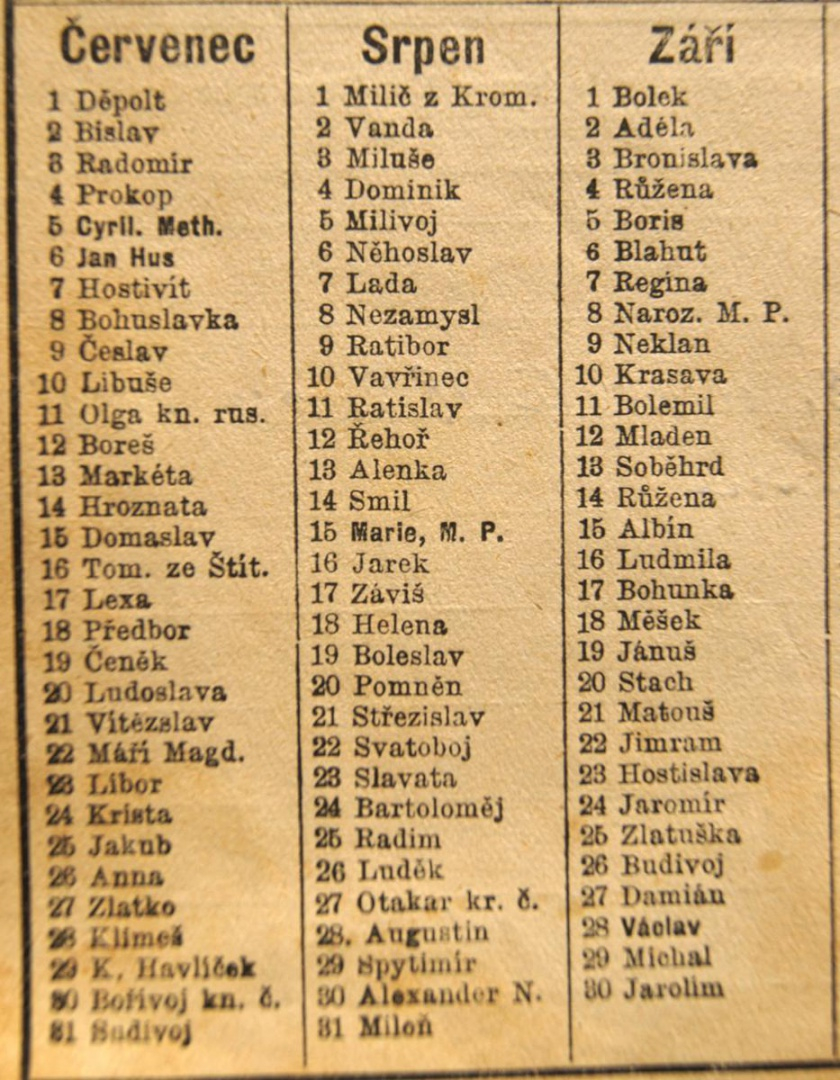 Červenec
1 Děpolt
2 Bislav
3 Radomír
4 Prokop
5 Cyril. Meth.
6 Jan Hus
7 Hostivít
8 Bohuslavka
9 Česlav
10 Libuše
11 Olga kn. rus.
12 Boreš
13 Markéta
14 Hroznata
15 Domaslav
16 Tom. ze Štít.
17 Lexa
18 Předbor
19 Čeněk
20 Ludoslava
21 Vítězslav
22 Máří Magd.
23 Libor
24 Krista
25 Jakub
26 Anna
27 Zlatko
28 Klimeš
29 K. Havlíček
30 Bořivoj kn. č.
31 Sudivoj
Srpen
1 Milič z Krom.
2 Vanda
3 Miluše
4 Dominik
5 Milivoj
6 Něhoslav
7 Lada
8 Nezamysl
9 Ratibor
10 Vavřinec
11 Ratislav
12 Řehoř
13 Alenka
14 Smil
15 Marie, M. P.
16 Jarek
17 Záviš
18 Helena
19 Boleslav
20 Pomněn
21 Střezislav
22 Svatoboj
23 Slavata
24 Bartoloměj
25 Radim
26 Luděk
27 Otakar kr. č.
28. Augustin
29 Spytimír
30 Alexander N.
31 Miloň
Září
1 Bolek
2 Adéla
3 Bronislava
4 Růžena
5 Boris
6 Blahut
7 Regina
8 Naroz. M. P.
9 Neklan
10 Krasava
11 Bolemil
12 Mladen
13 Soběhrd
14 Růžena
15 Albín
16 Ludmila
17 Bohunka
18 Měšek
19 Jánuš
20 Stach
21 Matouš
22 Jimram
23 Hostislava
24 Jaromír
25 Zlatuška
26 Budivoj
27 Damián
28 Václav
29 Michal
30 Jarolím